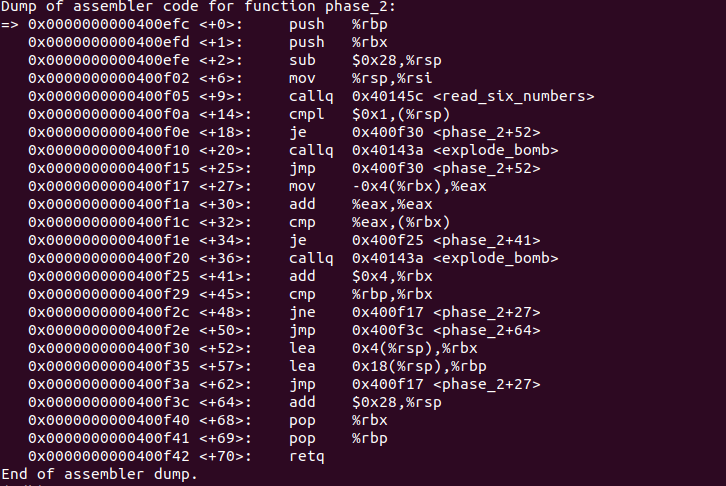 Dump of assembler code for function phase_2:
=> 0x0000000000400efc <+0>:     push   %rbp
   0x0000000000400efd <+1>:     push   %rbx
   0x0000000000400efe <+2>:     sub    $0x28,%rsp
   0x0000000000400f02 <+6>:     mov    %rsp,%rsi
   0x0000000000400f05 <+9>:     callq  0x40145c <read_six_numbers>
   0x0000000000400f0a <+14>:    cmpl   $0x1,(%rsp)
   0x0000000000400f0e <+18>:    je     0x400f30 <phase_2+52>
   0x0000000000400f10 <+20>:    callq  0x40143a <explode_bomb>
   0x0000000000400f15 <+25>:    jmp    0x400f30 <phase_2+52>
   0x0000000000400f17 <+27>:    mov    -0x4(%rbx),%eax
   0x0000000000400f1a <+30>:    add    %eax,%eax
   0x0000000000400f1c <+32>:    cmp    %eax,(%rbx)
   0x0000000000400f1e <+34>:    je     0x400f25 <phase_2+41>
   0x0000000000400f20 <+36>:    callq  0x40143a <explode_bomb>
   0x0000000000400f25 <+41>:    add    $0x4,%rbx
   0x0000000000400f29 <+45>:    cmp    %rbp,%rbx
   0x0000000000400f2c <+48>:    jne    0x400f17 <phase_2+27>
   0x0000000000400f2e <+50>:    jmp    0x400f3c <phase_2+64>
   0x0000000000400f30 <+52>:    lea    0x4(%rsp),%rbx
   0x0000000000400f35 <+57>:    lea    0x18(%rsp),%rbp
   0x0000000000400f3a <+62>:    jmp    0x400f17 <phase_2+27>
   0x0000000000400f3c <+64>:    add    $0x28,%rsp
   0x0000000000400f40 <+68>:    pop    %rbx
   0x0000000000400f41 <+69>:    pop    %rbp
   0x0000000000400f42 <+70>:    retq
End of assembler dump.